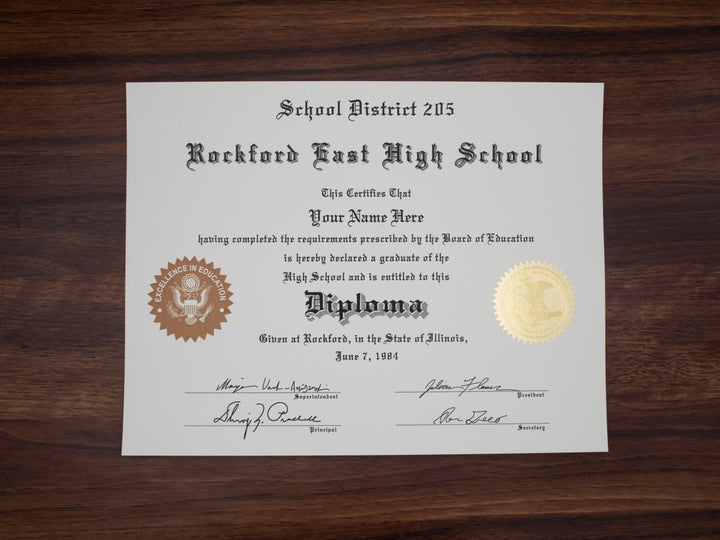 School District 205
Rockford East High School
This Certifies That
Your Name Here
having completed the requirements prescribed by the Board of Education
is hereby declared a graduate of the
High School and is entitled to this
Diploma
EXCELLENCE IN EDUCATION
Given at Rockford, in the State of Illinois,
June 7, 1984
Superintendent
President
Principal
Secretary